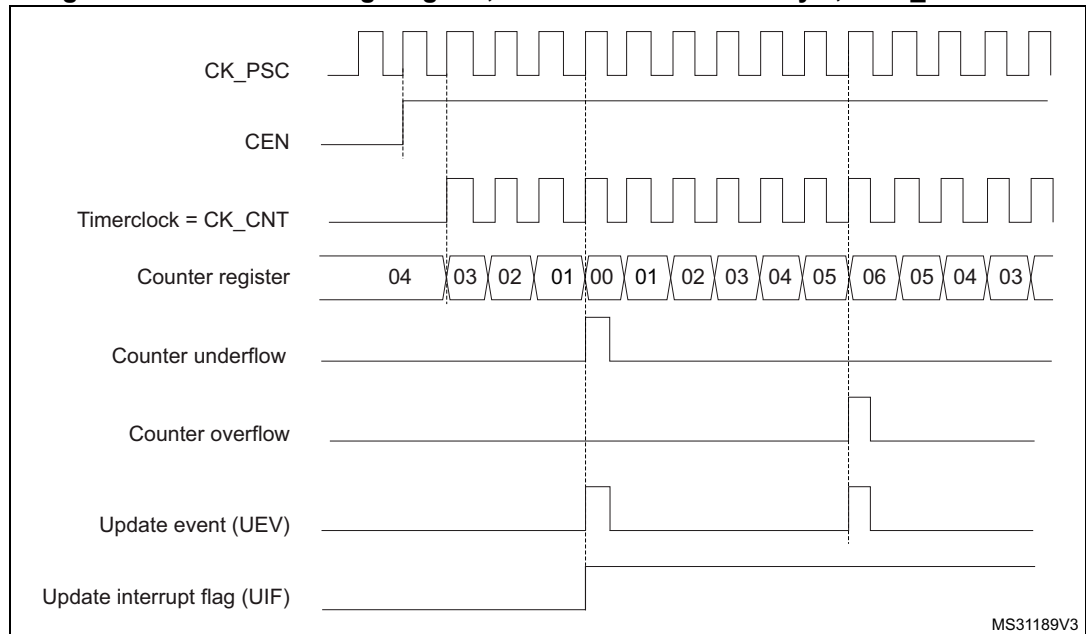 CK_PSC
CEN
Timerclock = CK_CNT
Counter register 04 03 02 01 00 01 02 03 04 05 06 05 04 03
Counter underflow
Counter overflow
Update event (UEV)
Update interrupt flag (UIF)
MS31189V3